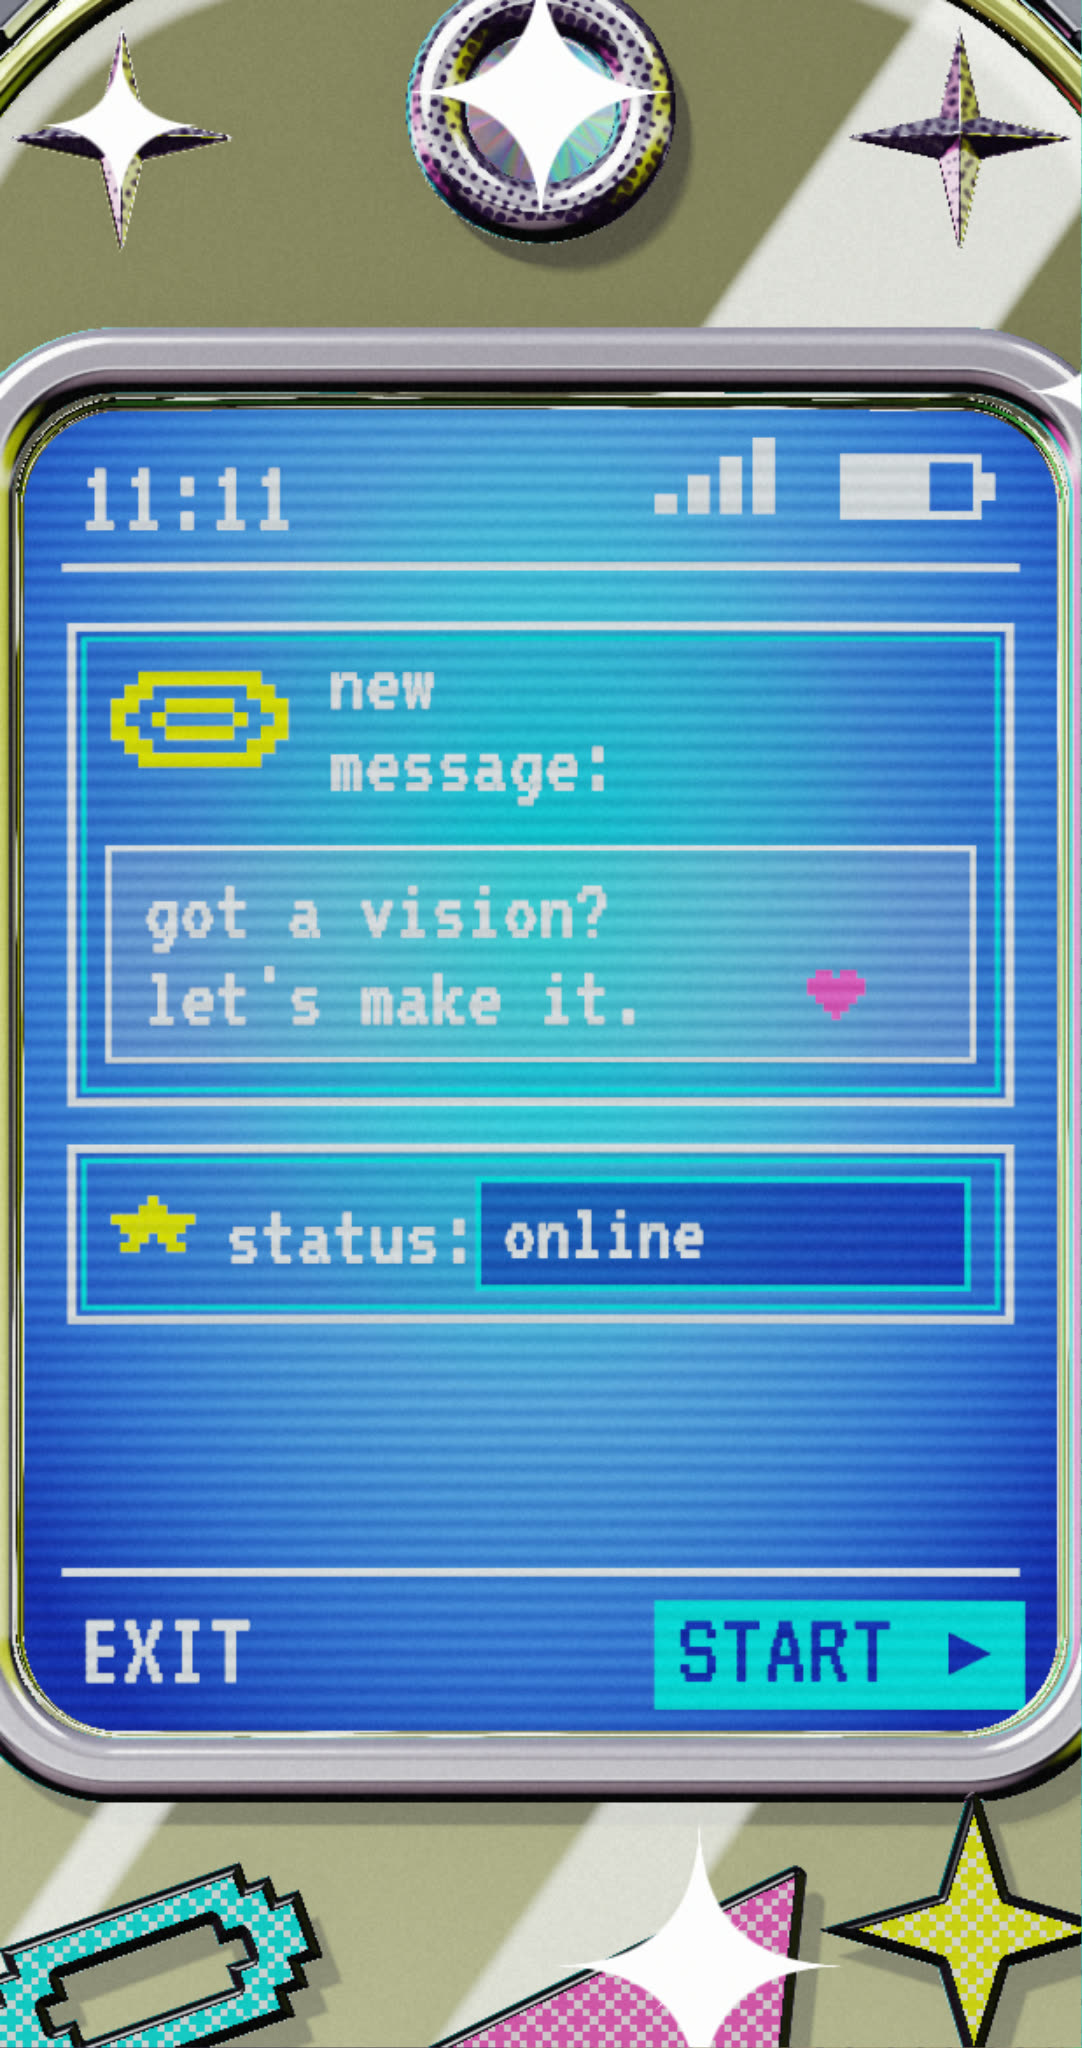 11:11
new
message:
got a vision?
let's make it.
status: online
EXIT
START ►